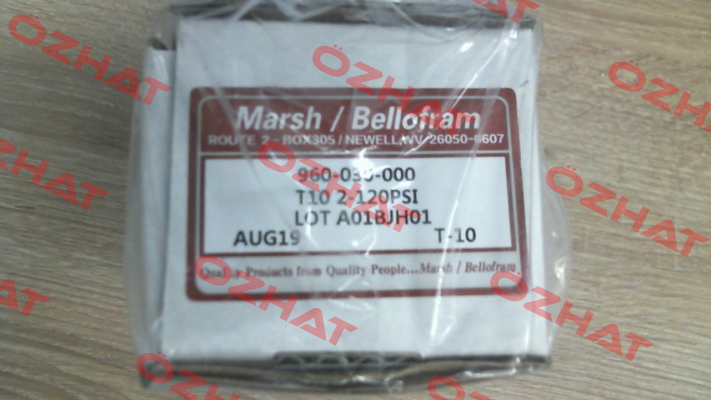 Marsh / Bellofram
ROUTE 2 - BOX305 / NEWELL,WV 26050-9607
960-030-000
T10 2-120PSI
LOT A01BJH01
AUG19 T-10
Quality Products from Quality People...Marsh / Bellofram
ÖZHAT
ÖZHAT
ÖZHAT
ÖZHAT
ÖZHAT
ÖZHAT
ÖZHAT